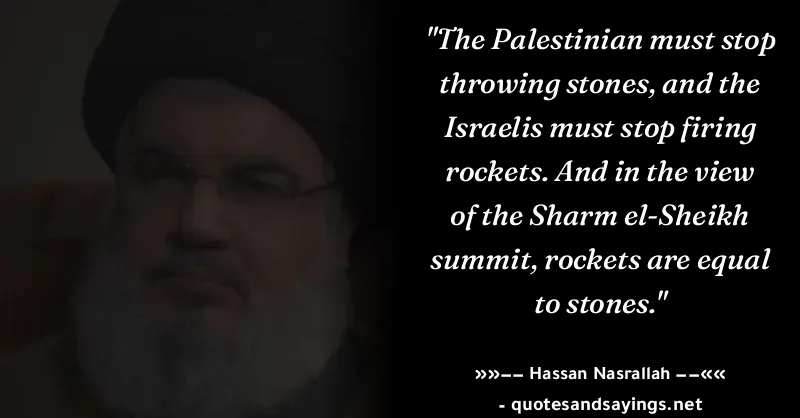 "The Palestinian must stop
throwing stones, and the
Israelis must stop firing
rockets. And in the view
of the Sharm el-Sheikh
summit, rockets are equal
to stones."
»»–– Hassan Nasrallah ––««
- quotesandsayings.net